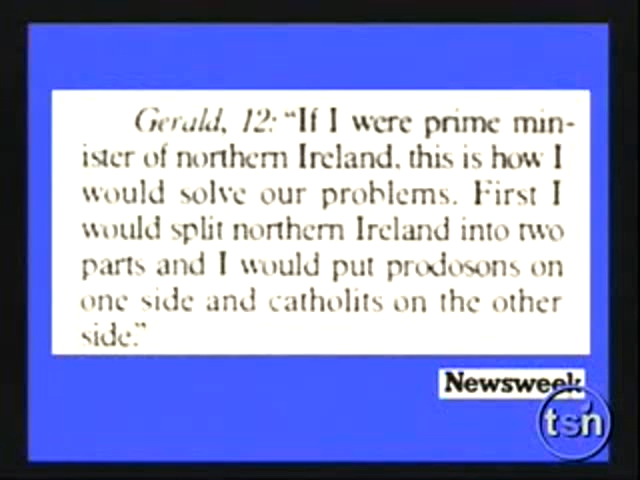 Gerald, 12: “If I were prime min-
ister of northern Ireland, this is how I
would solve our problems. First I
would split northern Ireland into two
parts and I would put prodosons on
one side and catholits on the other
side.”
Newsweek
tsn